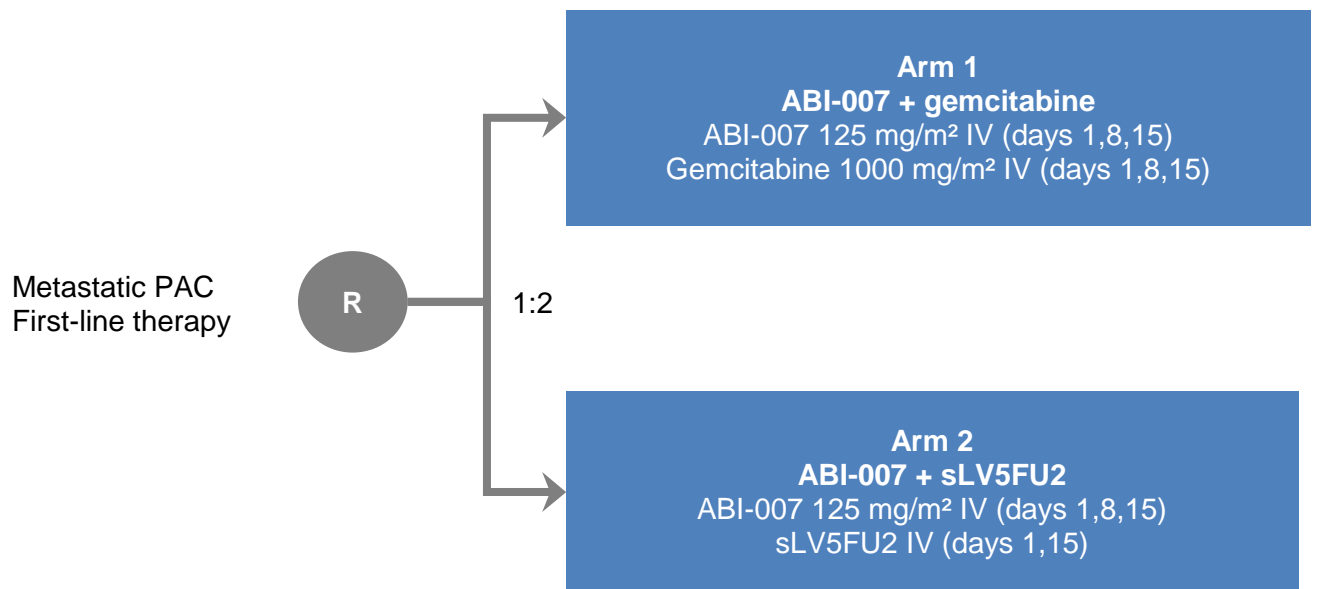 Metastatic PAC
First-line therapy
R
1:2
Arm 1
ABI-007 + gemcitabine
ABI-007 125 mg/m² IV (days 1,8,15)
Gemcitabine 1000 mg/m² IV (days 1,8,15)
Arm 2
ABI-007 + sLV5FU2
ABI-007 125 mg/m² IV (days 1,8,15)
sLV5FU2 IV (days 1,15)